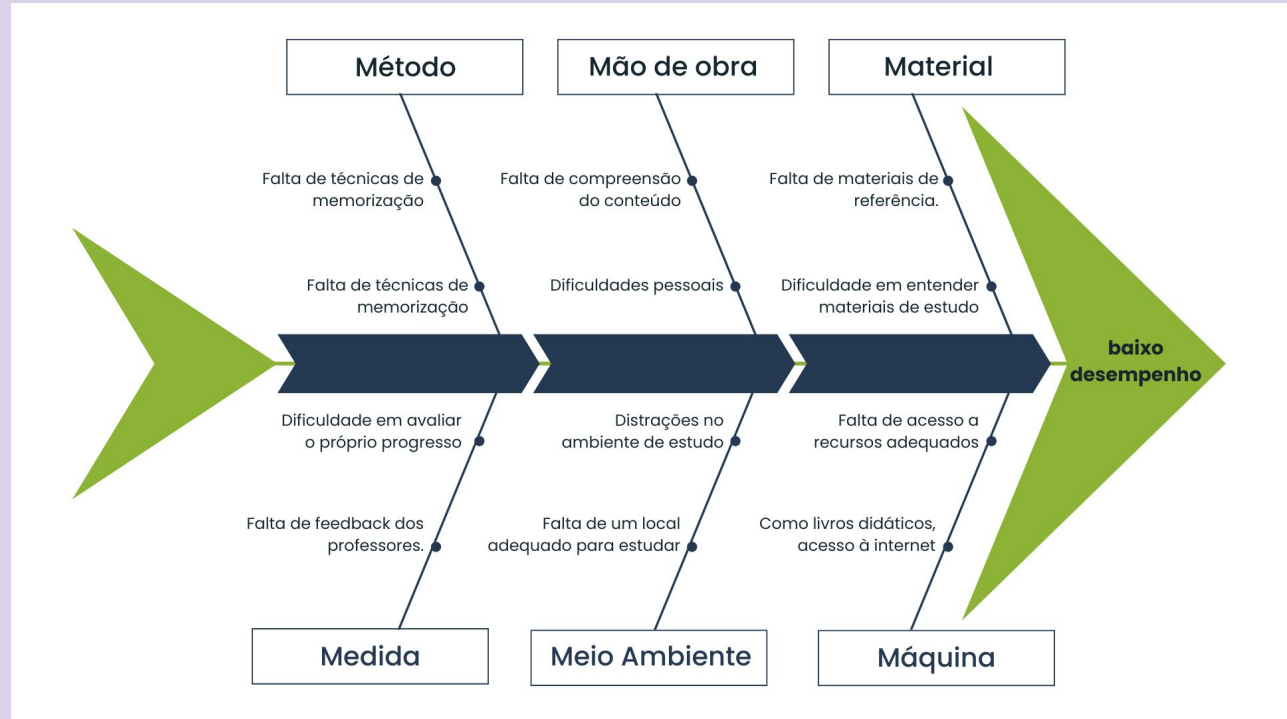 Método
Mão de obra
Material
Falta de técnicas de
memorização
Falta de compreensão
do conteúdo
Falta de materiais de
referência.
Falta de técnicas de
memorização
Dificuldades pessoais
Dificuldade em entender
materiais de estudo
baixo
desempenho
Dificuldade em avaliar
o próprio progresso
Distrações no
ambiente de estudo
Falta de acesso a
recursos adequados
Falta de feedback dos
professores.
Falta de um local
adequado para estudar
Como livros didáticos,
acesso à internet
Medida
Meio Ambiente
Máquina